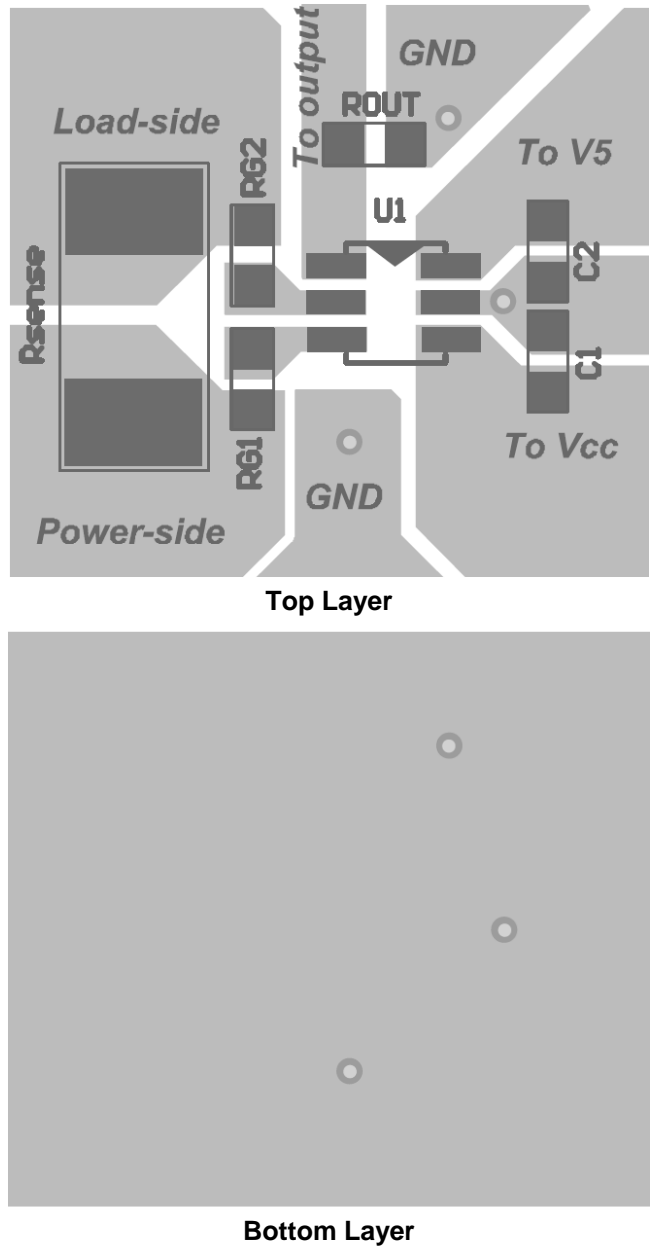 To output
GND
ROUT
Load-side
RG2
To V5
U1
Rsense
C2
C1
RG1
To Vcc
GND
Power-side
Top Layer
Bottom Layer